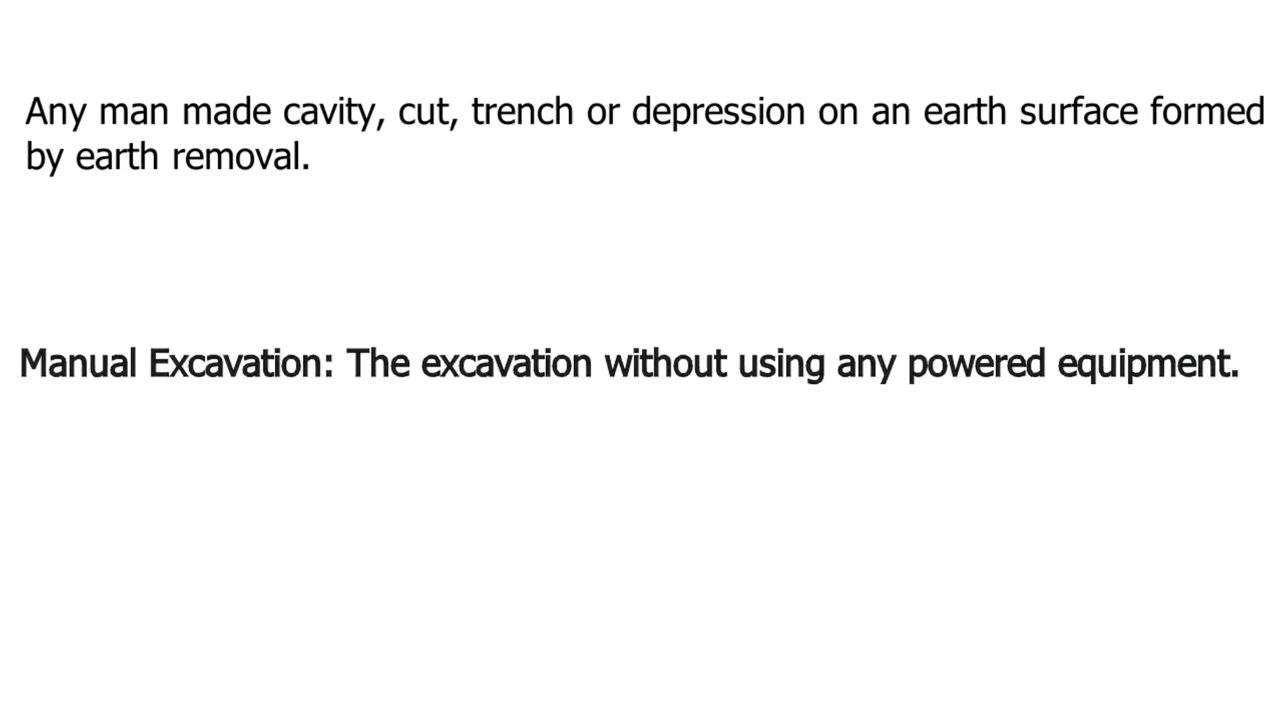 Any man made cavity, cut, trench or depression on an earth surface formed
by earth removal.
Manual Excavation: The excavation without using any powered equipment.